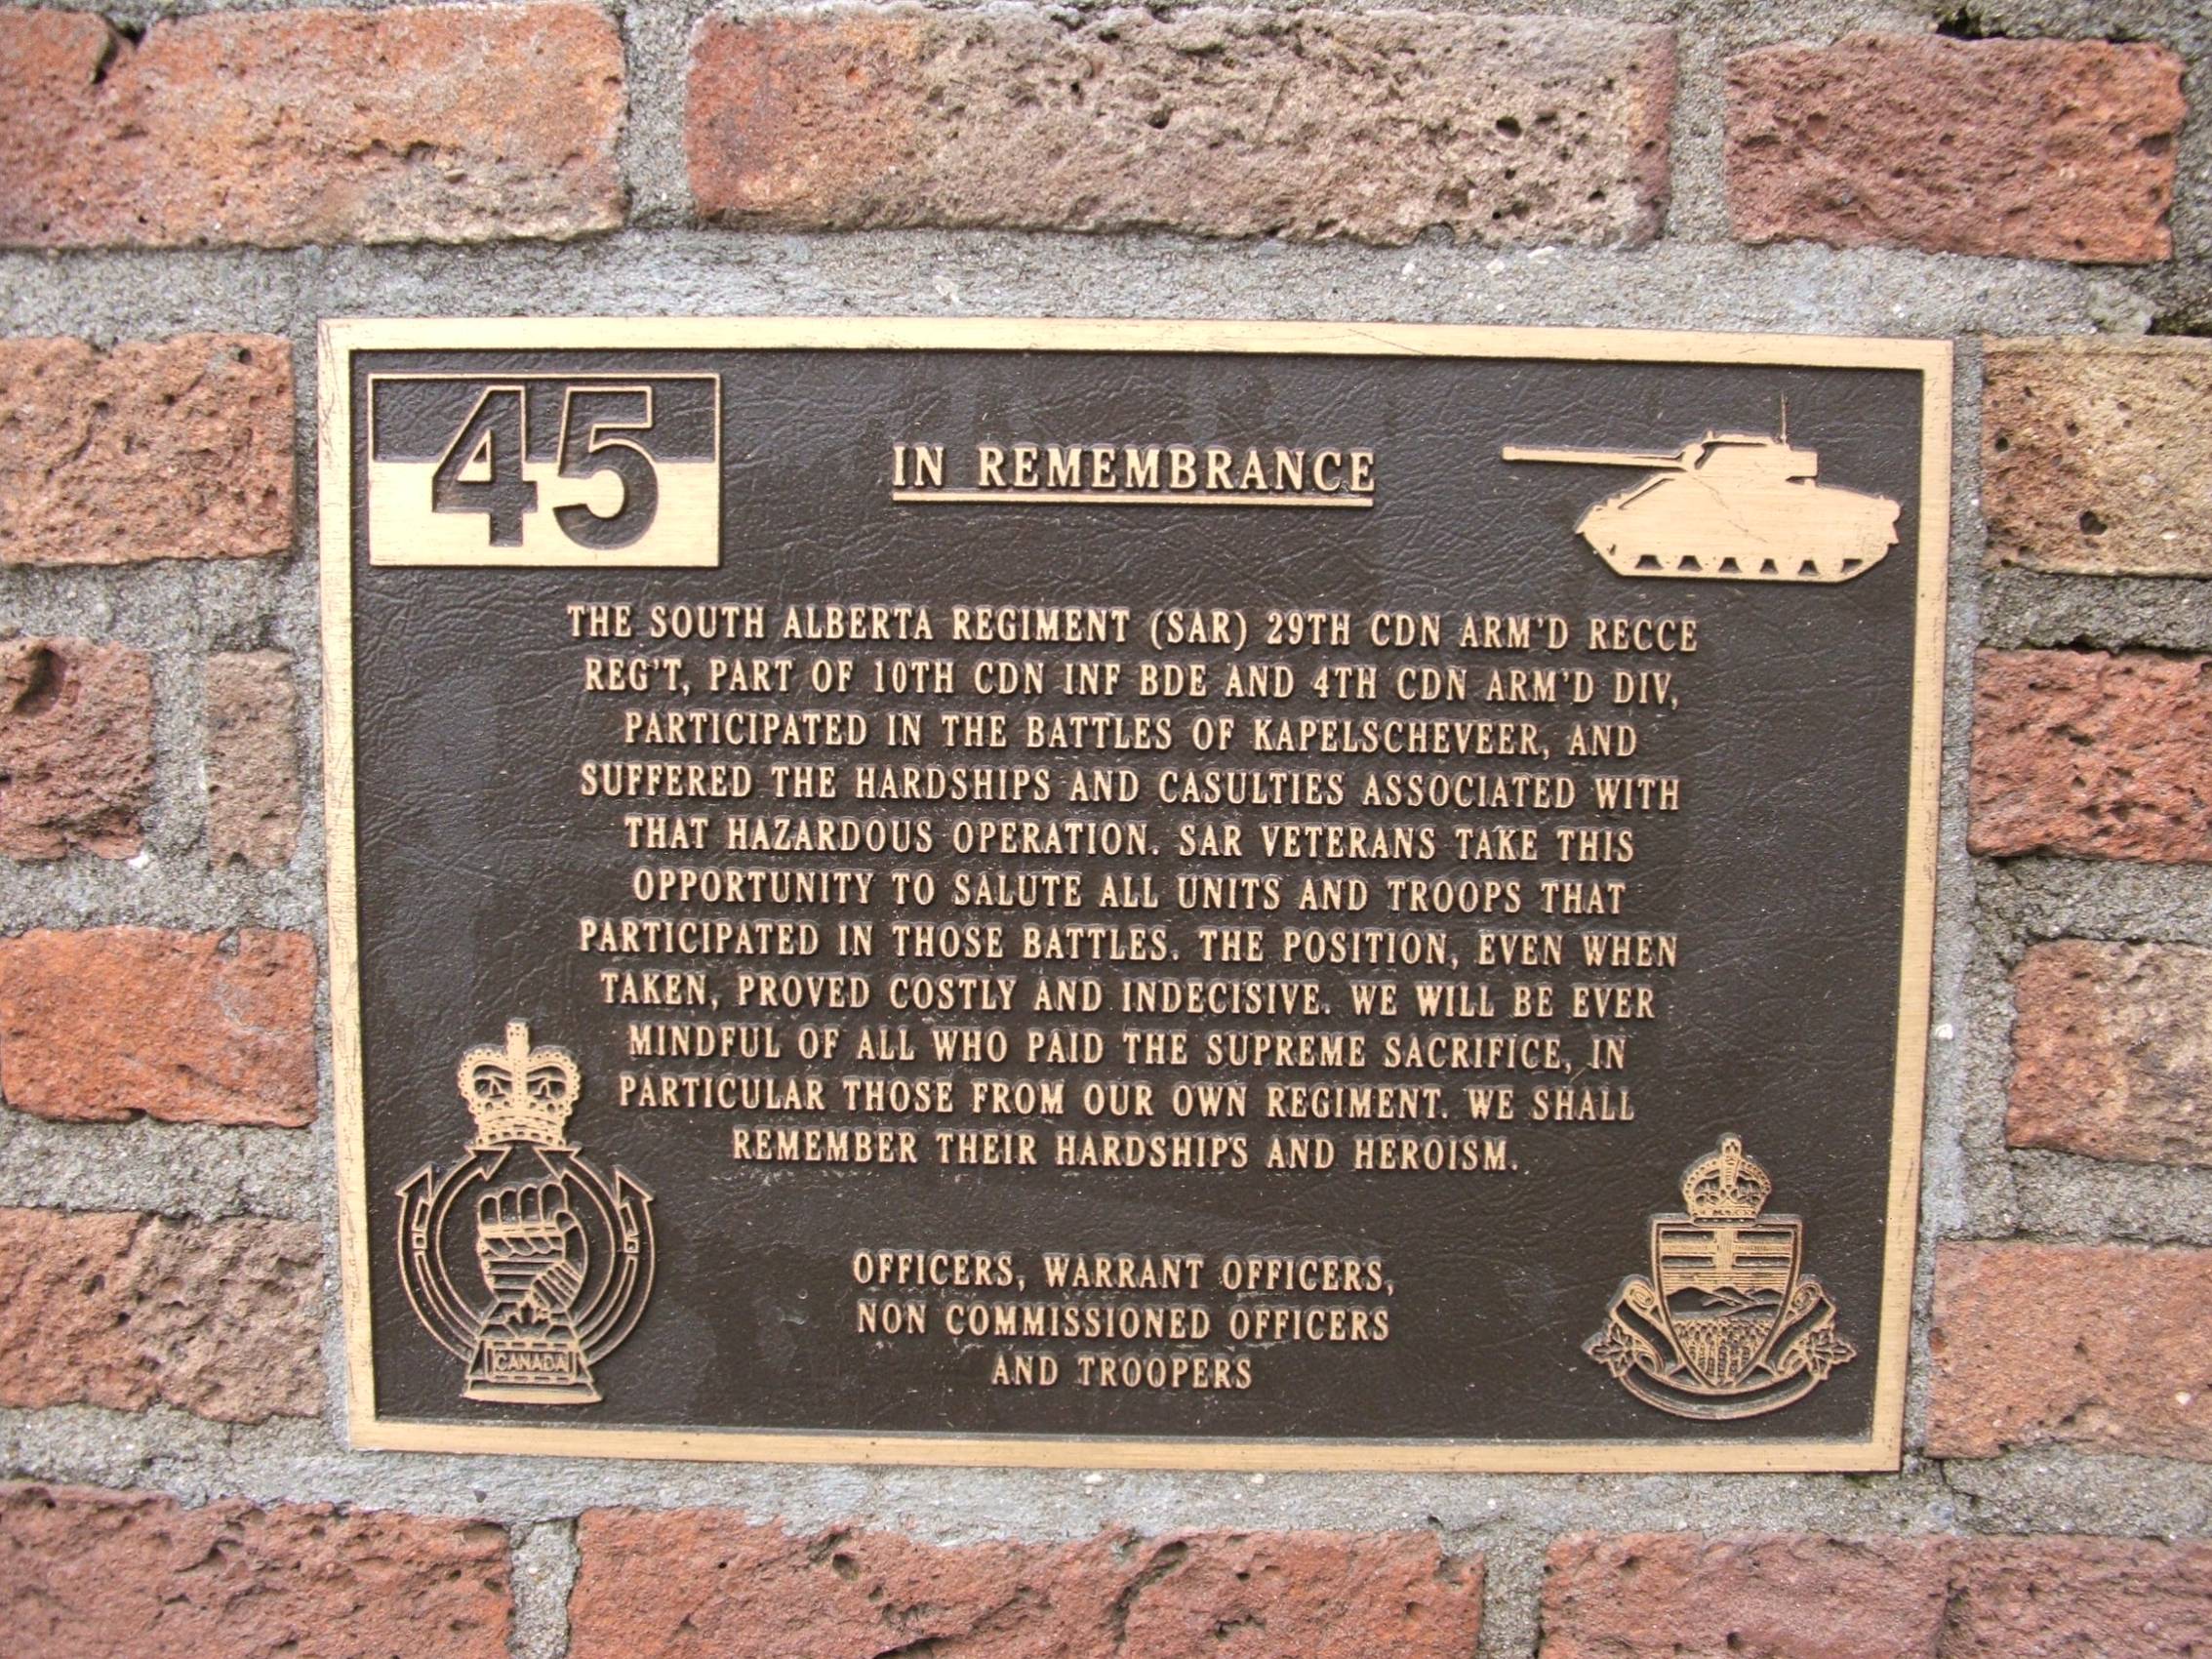 45
IN REMEMBRANCE
THE SOUTH ALBERTA REGIMENT (SAR) 29TH CDN ARM'D RECCE
REG'T, PART OF 10TH CDN INF BDE AND 4TH CDN ARM'D DIV,
PARTICIPATED IN THE BATTLES OF KAPELSCHEVEER, AND
SUFFERED THE HARDSHIPS AND CASULTIES ASSOCIATED WITH
THAT HAZARDOUS OPERATION. SAR VETERANS TAKE THIS
OPPORTUNITY TO SALUTE ALL UNITS AND TROOPS THAT
PARTICIPATED IN THOSE BATTLES. THE POSITION, EVEN WHEN
TAKEN, PROVED COSTLY AND INDECISIVE. WE WILL BE EVER
MINDFUL OF ALL WHO PAID THE SUPREME SACRIFICE, IN
PARTICULAR THOSE FROM OUR OWN REGIMENT. WE SHALL
REMEMBER THEIR HARDSHIPS AND HEROISM.
OFFICERS, WARRANT OFFICERS,
NON COMMISSIONED OFFICERS
AND TROOPERS
CANADA